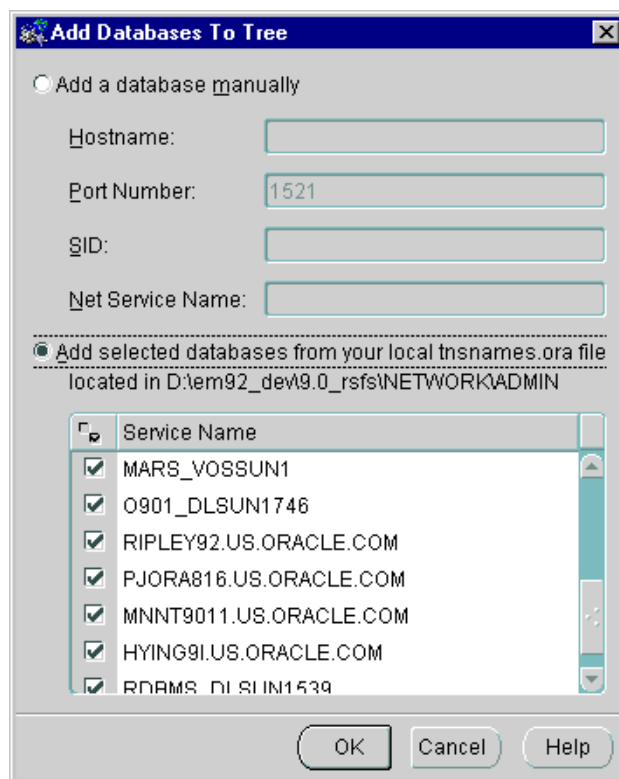 Add Databases To Tree
Add a database manually
Hostname:
Port Number: 1521
SID:
Net Service Name:
Add selected databases from your local tnsnames.ora file
located in D:\em92_dev\9.0_rsfs\NETWORK\ADMIN
Service Name
MARS_VOSSUN1
O901_DLSUN1746
RIPLEY92.US.ORACLE.COM
PJORA816.US.ORACLE.COM
MNNT9011.US.ORACLE.COM
HYING9I.US.ORACLE.COM
RDBMS_DLSUN1539
OK Cancel Help